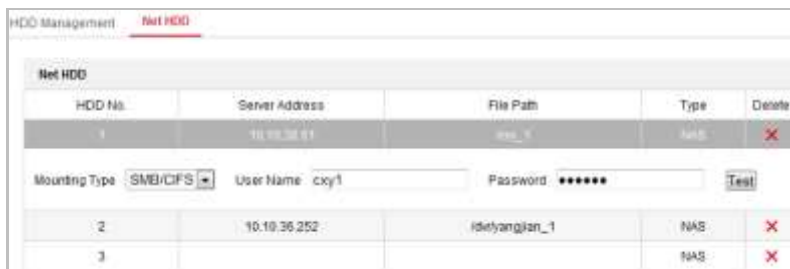 HDD Management Net HDD
Net HDD
HDD No. Server Address File Path Type Delete
1 NAS
Mounting Type SMB/CIFS User Name cxy1 Password ●●●●●● Test
2 10.10.36.252 NAS
3 NAS